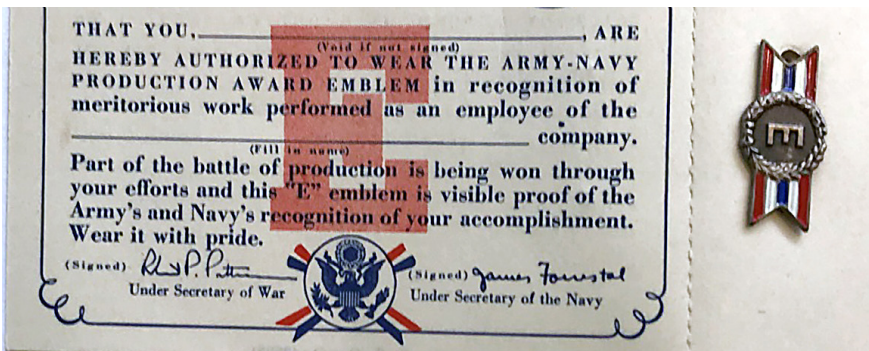 THAT YOU, , ARE
(Void if not signed)
HEREBY AUTHORIZED TO WEAR THE ARMY-NAVY
PRODUCTION AWARD EMBLEM in recognition of
meritorious work performed as an employee of the
company.
(Fill in name)
Part of the battle of production is being won through
your efforts and this "E" emblem is visible proof of the
Army's and Navy's recognition of your accomplishment.
Wear it with pride.
(Signed) Robert P. Patterson
Under Secretary of War
(Signed) James Forrestal
Under Secretary of the Navy
E
E